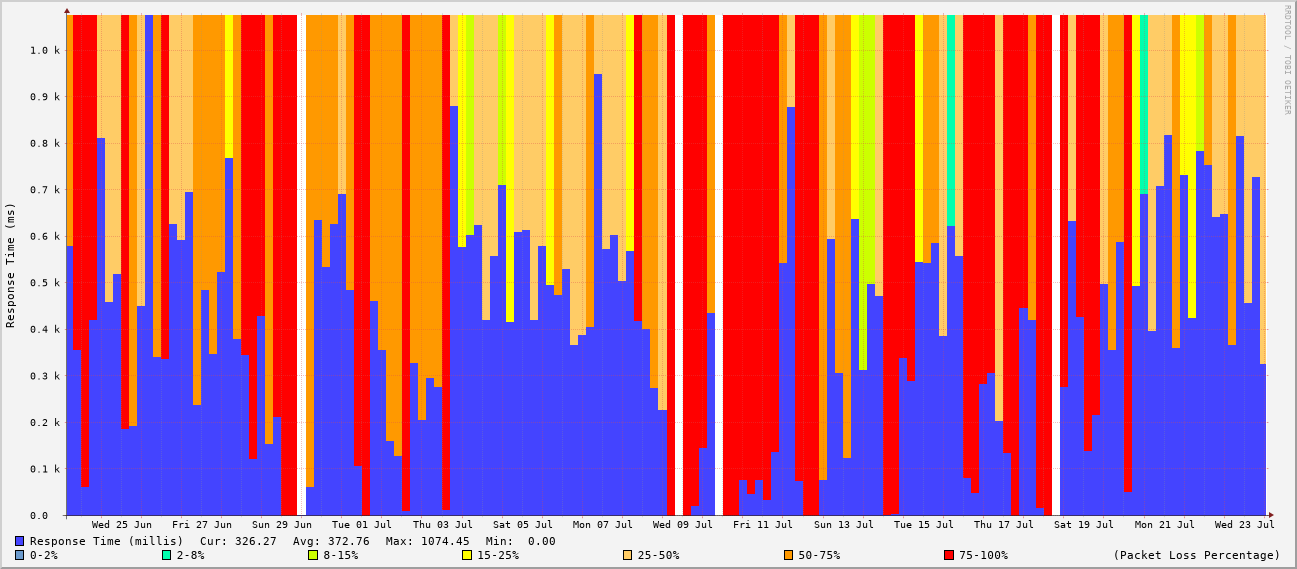 RRDTOOL / TOBI OETIKER
Response Time (ms)
1.0 k
0.9 k
0.8 k
0.7 k
0.6 k
0.5 k
0.4 k
0.3 k
0.2 k
0.1 k
0.0
Wed 25 Jun Fri 27 Jun Sun 29 Jun Tue 01 Jul Thu 03 Jul Sat 05 Jul Mon 07 Jul Wed 09 Jul Fri 11 Jul Sun 13 Jul Tue 15 Jul Thu 17 Jul Sat 19 Jul Mon 21 Jul Wed 23 Jul
Response Time (millis) Cur: 326.27 Avg: 372.76 Max: 1074.45 Min: 0.00
0-2% 2-8% 8-15% 15-25% 25-50% 50-75% 75-100% (Packet Loss Percentage)